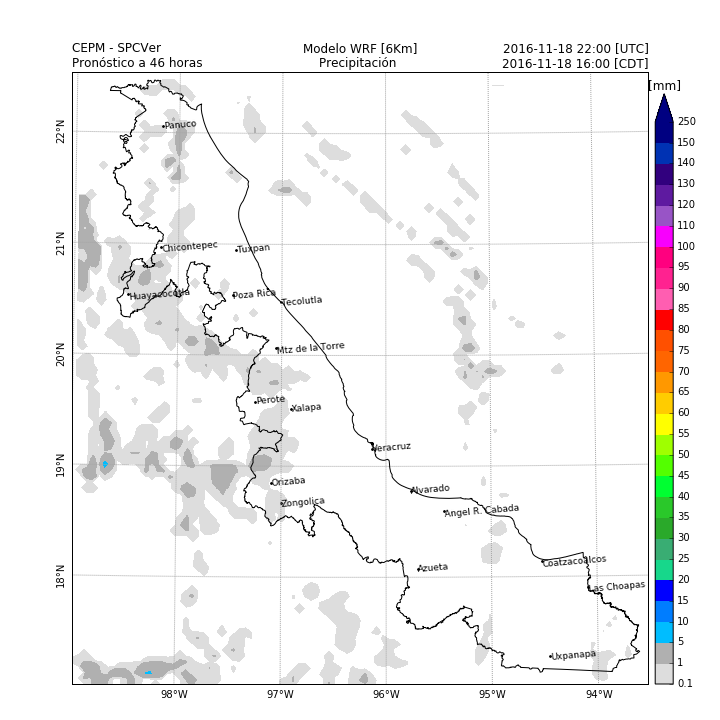 CEPM - SPCVer
Pronóstico a 46 horas
Modelo WRF [6Km]
Precipitación
2016-11-18 22:00 [UTC]
2016-11-18 16:00 [CDT]
[mm]
250
150
140
130
120
110
100
95
90
85
80
75
70
65
60
55
50
45
40
35
30
25
20
15
10
5
1
0.1
22°N
21°N
20°N
19°N
18°N
Panuco
Chicontepec
Tuxpan
Huayacocotla
Poza Rica
Tecolutla
Mtz de la Torre
Perote
Xalapa
Veracruz
Orizaba
Alvarado
Zongolica
Angel R. Cabada
Azueta
Coatzacoalcos
Las Choapas
Uxpanapa
98°W
97°W
96°W
95°W
94°W